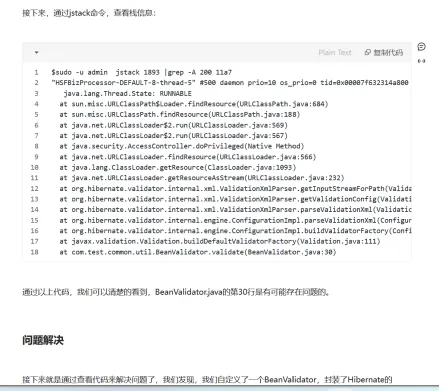 接下来，通过jstack命令，查看栈信息：
Plain Text 复制代码
1 $sudo -u admin jstack 1893 |grep -A 200 11a7
2 "HSFBizProcessor-DEFAULT-8-thread-5" #500 daemon prio=10 os_prio=0 tid=0x00007f632314a800
3 java.lang.Thread.State: RUNNABLE
4 at sun.misc.URLClassPath$Loader.findResource(URLClassPath.java:684)
5 at sun.misc.URLClassPath.findResource(URLClassPath.java:188)
6 at java.net.URLClassLoader$2.run(URLClassLoader.java:569)
7 at java.net.URLClassLoader$2.run(URLClassLoader.java:567)
8 at java.security.AccessController.doPrivileged(Native Method)
9 at java.net.URLClassLoader.findResource(URLClassLoader.java:566)
10 at java.lang.ClassLoader.getResource(ClassLoader.java:1093)
11 at java.net.URLClassLoader.getResourceAsStream(URLClassLoader.java:232)
12 at org.hibernate.validator.internal.xml.ValidationXmlParser.getInputStreamForPath(Valida
13 at org.hibernate.validator.internal.xml.ValidationXmlParser.getValidationConfig(Validati
14 at org.hibernate.validator.internal.xml.ValidationXmlParser.parseValidationXml(Validatic
15 at org.hibernate.validator.internal.engine.ConfigurationImpl.parseValidationXml(Configur
16 at org.hibernate.validator.internal.engine.ConfigurationImpl.buildValidatorFactory(Confi
17 at javax.validation.Validation.buildDefaultValidatorFactory(Validation.java:111)
18 at com.test.common.util.BeanValidator.validate(BeanValidator.java:30)
通过以上代码，我们可以清楚的看到，BeanValidator.java的第30行是有可能存在问题的。
问题解决
接下来就是通过查看代码来解决问题了，我们发现，我们自定义了一个BeanValidator，封装了Hibernate的